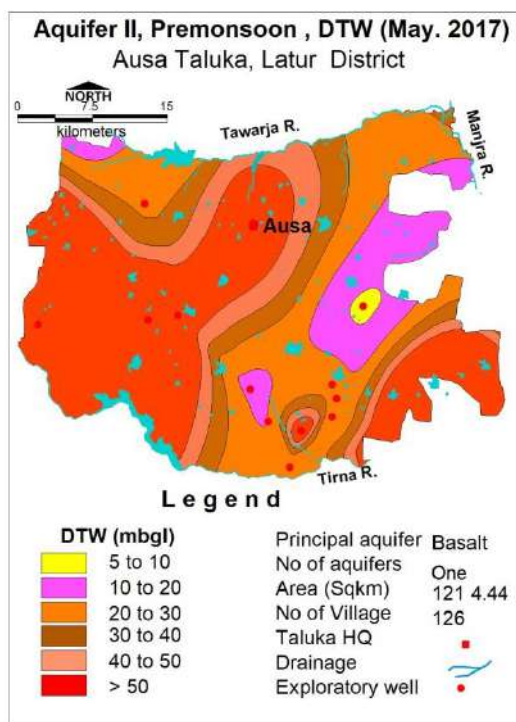 Aquifer II, Premonsoon , DTW (May. 2017)
Ausa Taluka, Latur District
NORTH
0 7.5 15
kilometers
Tawarja R.
Manjra R.
Ausa
Tirna R.
Legend
DTW (mbgl)
5 to 10
10 to 20
20 to 30
30 to 40
40 to 50
> 50
Principal aquifer Basalt
No of aquifers One
Area (Sqkm) 121 4.44
No of Village 126
Taluka HQ
Drainage
Exploratory well